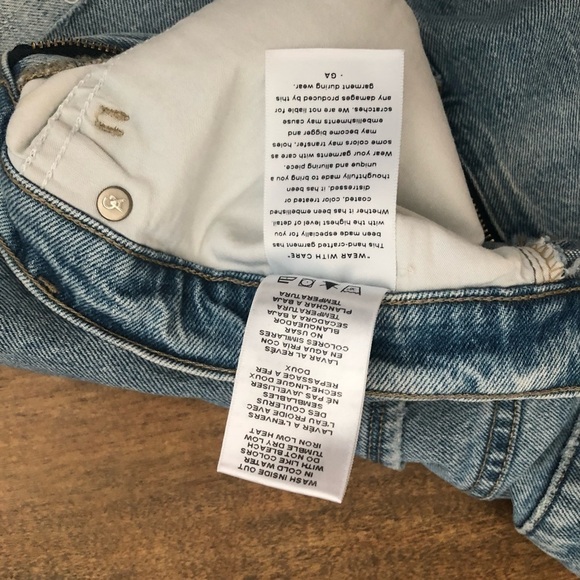 "WEAR WITH CARE"
This hand-crafted garment has
been made especially for you
with the highest level of detail.
Whether it has been embellished
coated, color treated or
distressed, it has been
thoughtfully made to bring you a
unique and alluring piece.
Wear your garments with care as
some colors may transfer, holes
may become bigger and
embellishments may cause
scratches. We are not liable for
any damages produced by this
garment during wear.
- GA
WASH INSIDE OUT
IN COLD WATER
WITH LIKE COLORS
DO NOT BLEACH
TUMBLE DRY LOW
IRON LOW HEAT
LAVER À L'ENVERS
L'EAU FROIDE AVEC
DES COULEURS
SEMBLABLES
NE PAS JAVELLISER
SÈCHE-LINGE DOUX
REPASSAGE A FER
DOUX
LAVAR AL REVÉS
EN AGUA FRÍA CON
COLORES SIMILARES
NO BLANQUEADOR
SECADORA A BAJA
TEMPERATURA
PLANCHAR A BAJA
TEMPERATURA